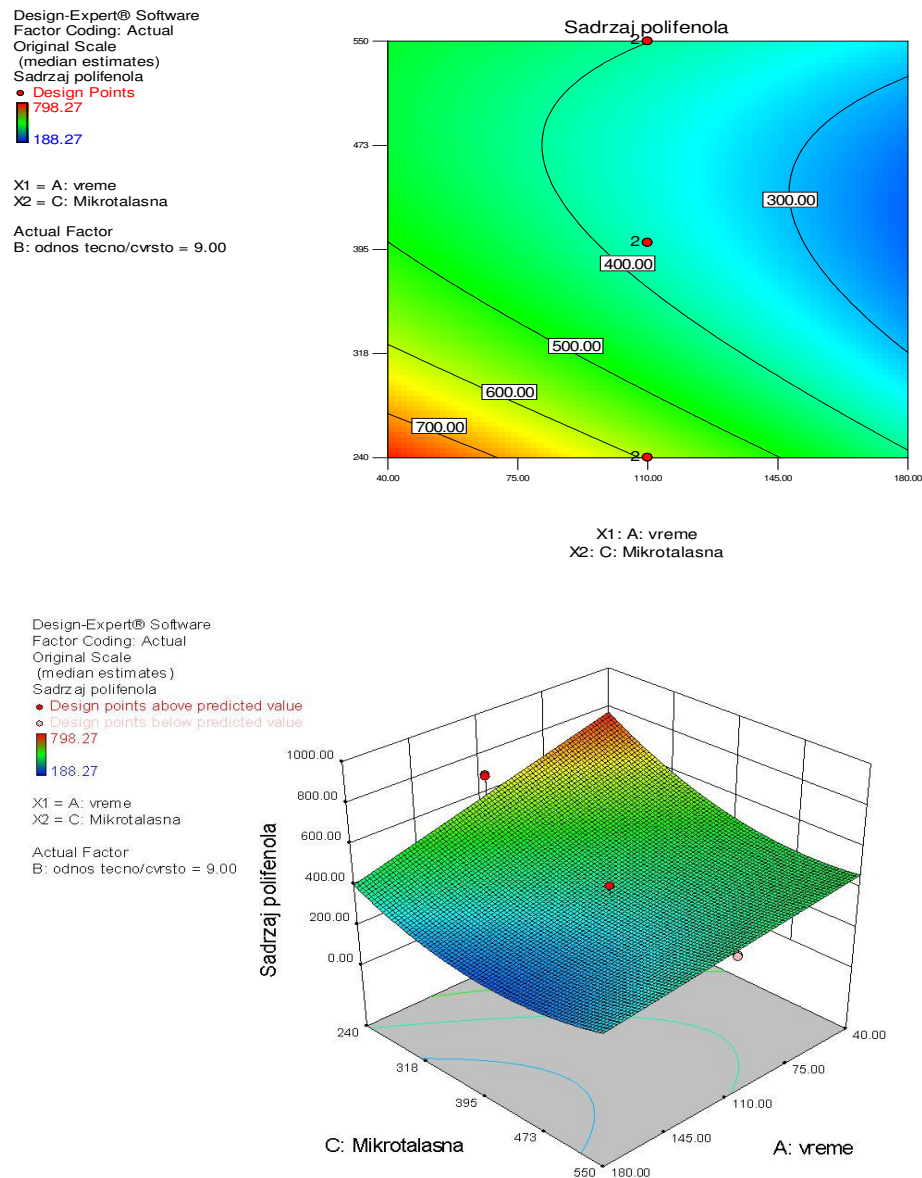 Design-Expert® Software
Factor Coding: Actual
Original Scale
(median estimates)
Sadrzaj polifenola
Design Points
798.27
188.27
X1 = A: vreme
X2 = C: Mikrotalasna
Actual Factor
B: odnos tecno/cvrsto = 9.00
Sadrzaj polifenola
550
473
395
318
240
40.00 75.00 110.00 145.00 180.00
2
2
2
300.00
400.00
500.00
600.00
700.00
X1: A: vreme
X2: C: Mikrotalasna
Design-Expert® Software
Factor Coding: Actual
Original Scale
(median estimates)
Sadrzaj polifenola
Design points above predicted value
Design points below predicted value
798.27
188.27
X1 = A: vreme
X2 = C: Mikrotalasna
Actual Factor
B: odnos tecno/cvrsto = 9.00
1000.00
800.00
600.00
400.00
200.00
0.00
Sadrzaj polifenola
240
318
395
473
550
C: Mikrotalasna
40.00
75.00
110.00
145.00
180.00
A: vreme